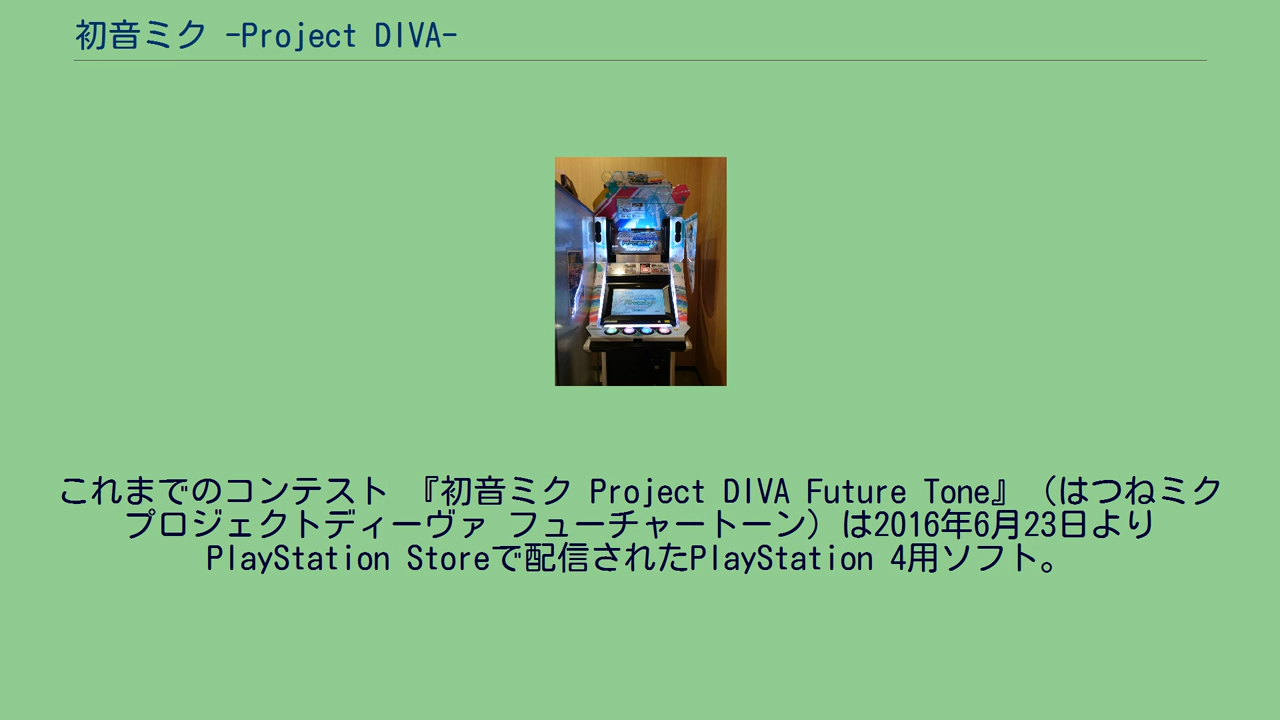 初音ミク -Project DIVA-
これまでのコンテスト 『初音ミク Project DIVA Future Tone』（はつねミク
プロジェクトディーヴァ フューチャートーン）は2016年6月23日より
PlayStation Storeで配信されたPlayStation 4用ソフト。